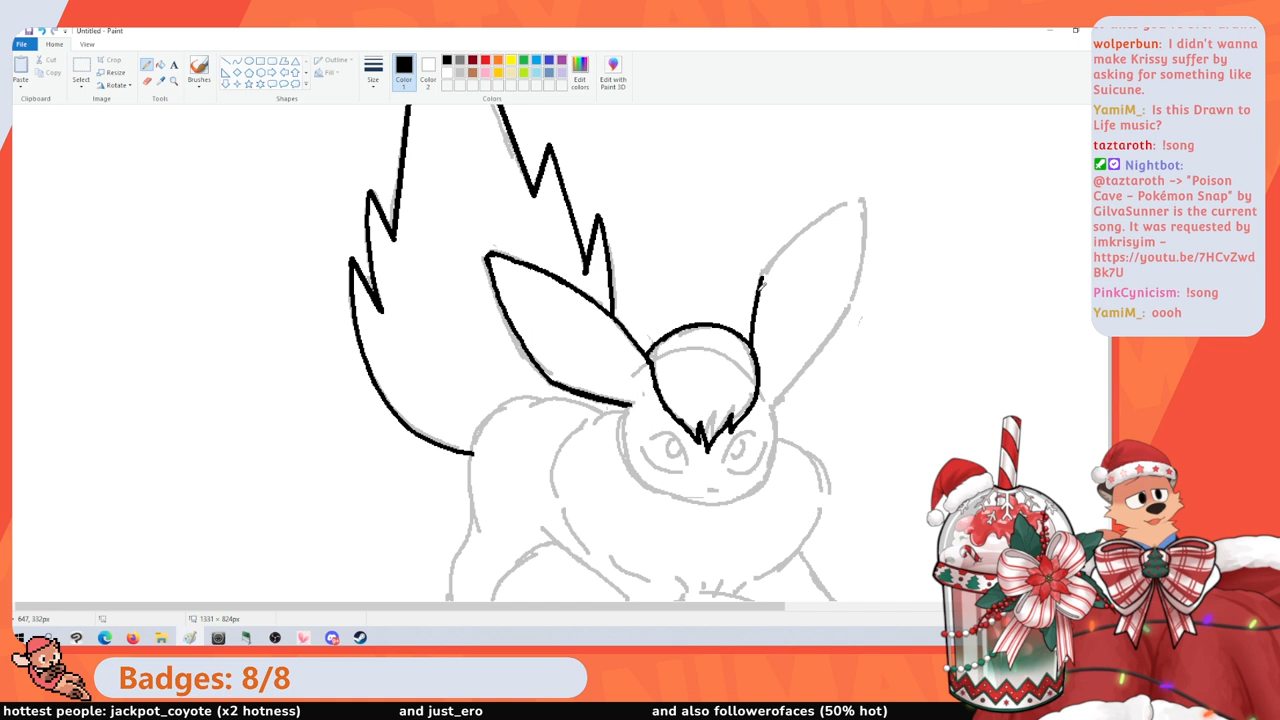 Untitled - Paint
File
Home
View
Paste
Cut
Copy
Clipboard
Select
Crop
Resize
Rotate
Image
A
Tools
Brushes
Outline
Fill
Shapes
Size
Color
1
Color
2
Edit
colors
Colors
Edit with
Paint 3D
wolperbun: I didn't wanna
make Krissy suffer by
asking for something like
Suicune.
YamiM_: Is this Drawn to
Life music?
taztaroth: !song
Nightbot:
@taztaroth -> "Poison
Cave - Pokémon Snap" by
GilvaSunner is the current
song. It was requested by
imkrisyim -
https://youtu.be/7HCvZwd
Bk7U
PinkCynicism: !song
YamiM_: oooh
647, 332px
1331 × 824px
Badges: 8/8
hottest people: jackpot_coyote (x2 hotness) and just_ero and also followerofaces (50% hot)